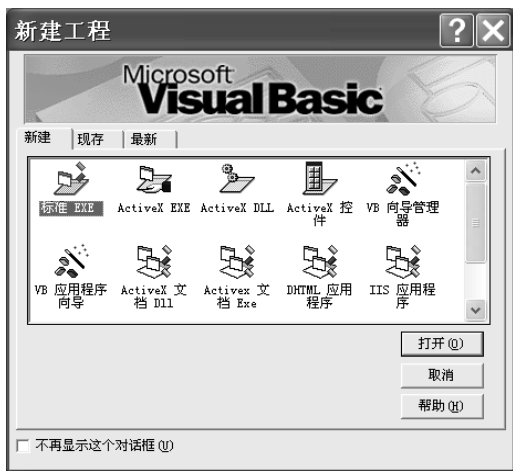 新建工程
Microsoft
Visual Basic
新建 现存 最新
标准 EXE
ActiveX EXE
ActiveX DLL
ActiveX 控
件
VB 向导管理
器
VB 应用程序
向导
ActiveX 文
档 Dll
Activex 文
档 Exe
DHTML 应用
程序
IIS 应用程
序
打开(O)
取消
帮助(H)
不再显示这个对话框(U)